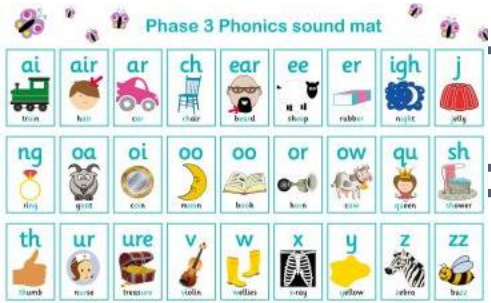 Phase 3 Phonics sound mat
ai air ar ch ear ee er igh j
train hair car chair beard sheep rubber night jelly
ng oa oi oo oo or ow qu sh
ring goat coin moon book horn cow queen shower
th ur ure v w x y z zz
thumb nurse treasure violin wellies x-ray yellow zebra buzz